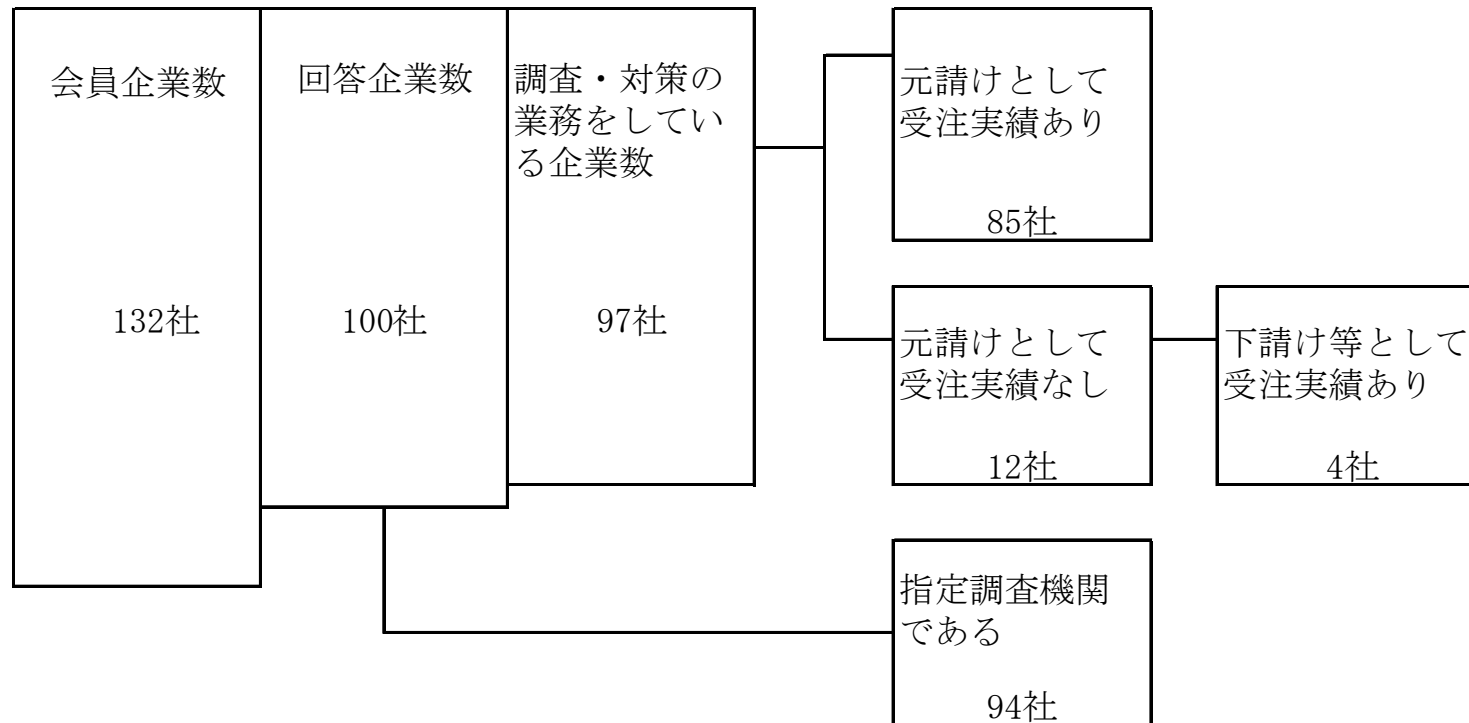 会員企業数
132社
回答企業数
100社
調査・対策の
業務をしてい
る企業数
97社
元請けとして
受注実績あり
85社
元請けとして
受注実績なし
12社
下請け等として
受注実績あり
4社
指定調査機関
である
94社